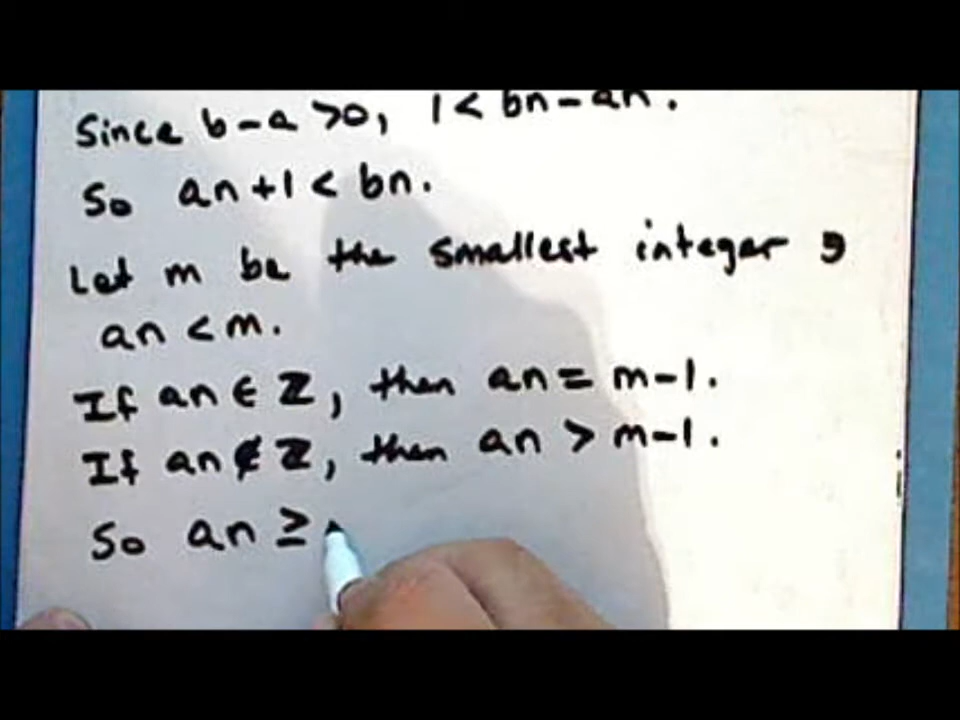 Since b-a >0, 1 < bn-an.
So an+1 < bn.
Let m be the smallest integer ∋
an < m.
If an ∈ ℤ, then an = m-1.
If an ∉ ℤ, then an > m-1.
So an ≥